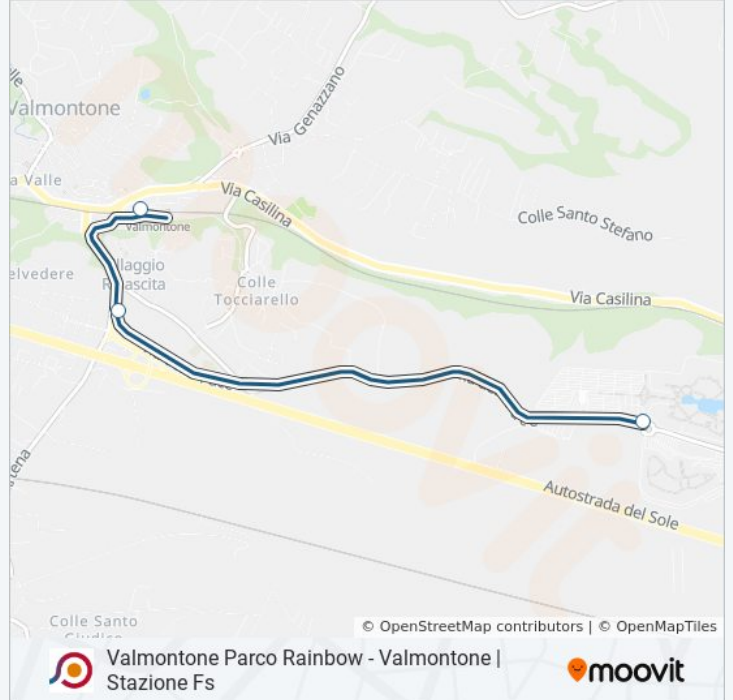 Valmontone
Via Genazzano
a Valle
Via Casilina
Valmontone
Colle Santo Stefano
elvedere
Colle
Tocciarello
Via Casilina
Autostrada del Sole
Colle Santo
© OpenStreetMap contributors | © OpenMapTiles
Valmontone Parco Rainbow - Valmontone |
Stazione Fs
moovit